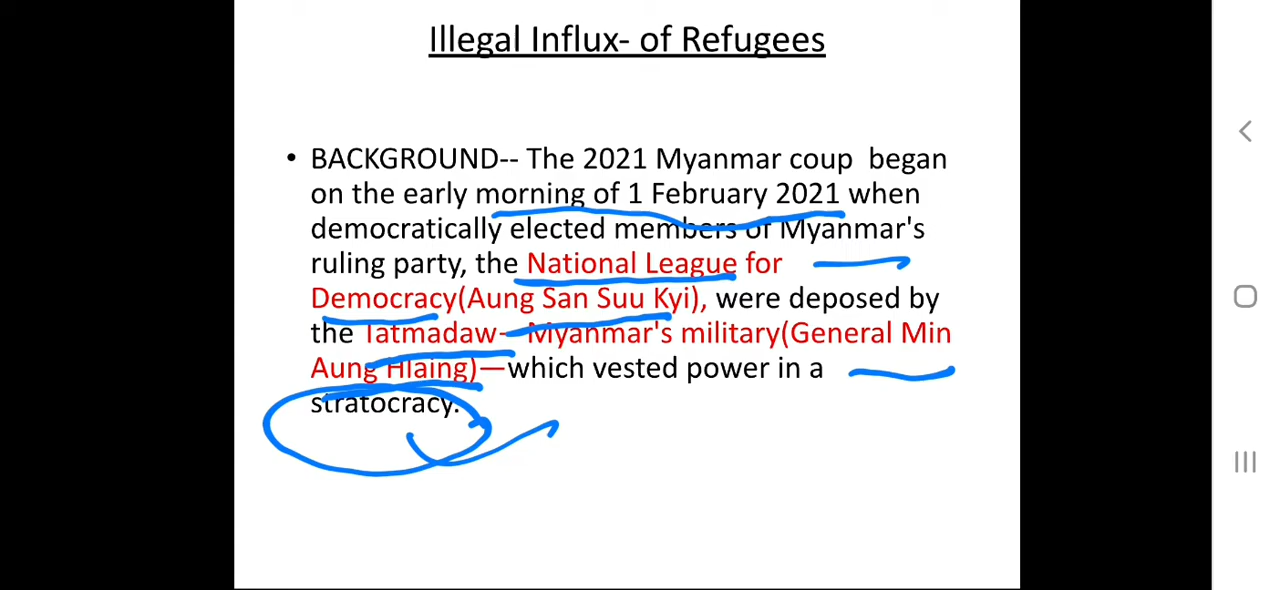 Illegal Influx- of Refugees
• BACKGROUND-- The 2021 Myanmar coup began
on the early morning of 1 February 2021 when
democratically elected members of Myanmar's
ruling party, the National League for
Democracy(Aung San Suu Kyi), were deposed by
the Tatmadaw- Myanmar's military(General Min
Aung Hlaing)—which vested power in a
stratocracy.